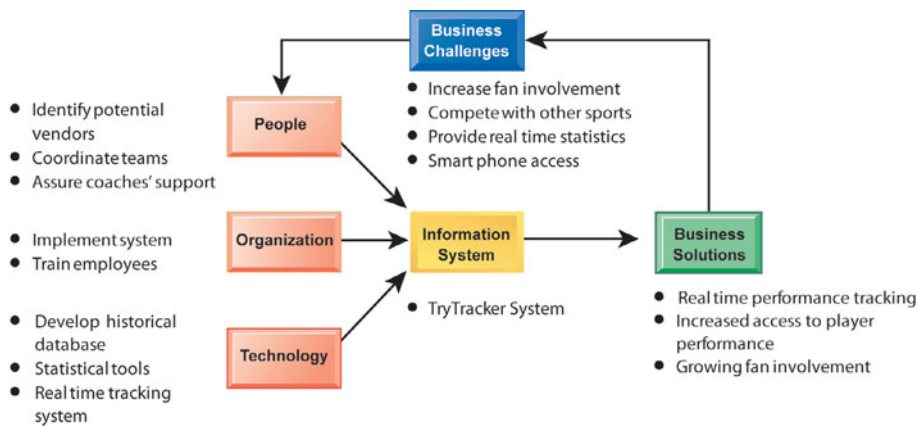 Business
Challenges
● Increase fan involvement
● Compete with other sports
● Provide real time statistics
● Smart phone access
● Identify potential
vendors
● Coordinate teams
● Assure coaches' support
People
● Implement system
● Train employees
Organization
Information
System
● TryTracker System
Business
Solutions
● Real time performance tracking
● Increased access to player
performance
● Growing fan involvement
● Develop historical
database
● Statistical tools
● Real time tracking
system
Technology